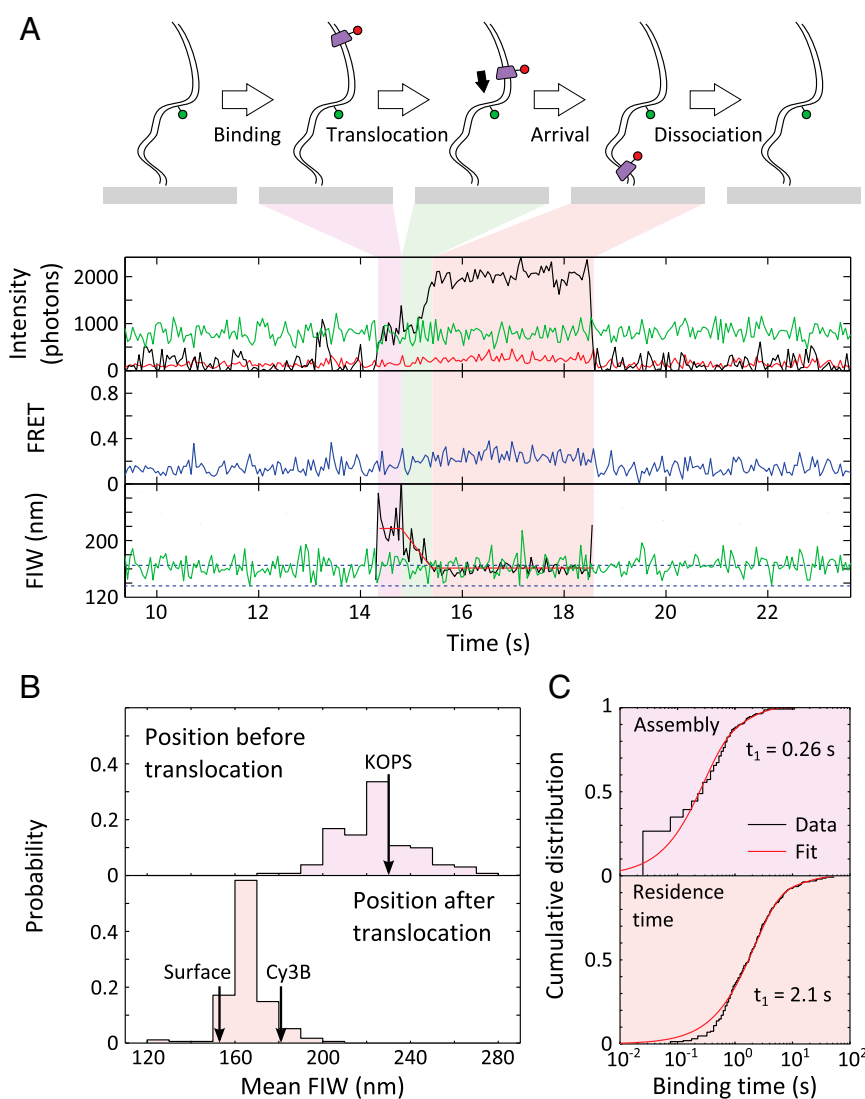 A
Binding
Translocation
Arrival
Dissociation
Intensity
(photons)
2000
1000
0
FRET
0.8
0.4
0
FIW (nm)
200
120
10 12 14 16 18 20 22
Time (s)
B
Probability
Position before
translocation
KOPS
0.4
0.2
0
Position after
translocation
Surface
Cy3B
0.4
0.2
0
120 160 200 240 280
Mean FIW (nm)
C
Cumulative distribution
1
0.5
0
Assembly
t1 = 0.26 s
Data
Fit
Residence
time
0.5
t1 = 2.1 s
0
10-2 10-1 100 101 102
Binding time (s)